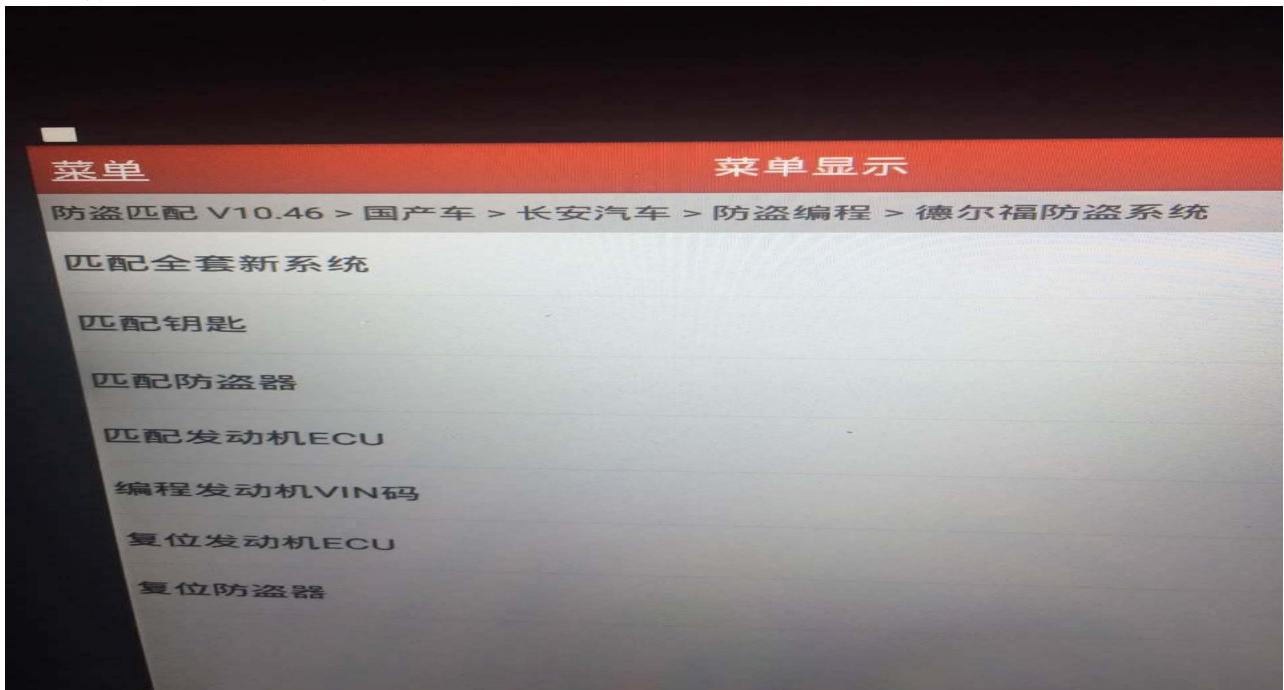 菜单
菜单显示
防盗匹配 V10.46 > 国产车 > 长安汽车 > 防盗编程 > 德尔福防盗系统
匹配全套新系统
匹配钥匙
匹配防盗器
匹配发动机ECU
编程发动机VIN码
复位发动机ECU
复位防盗器